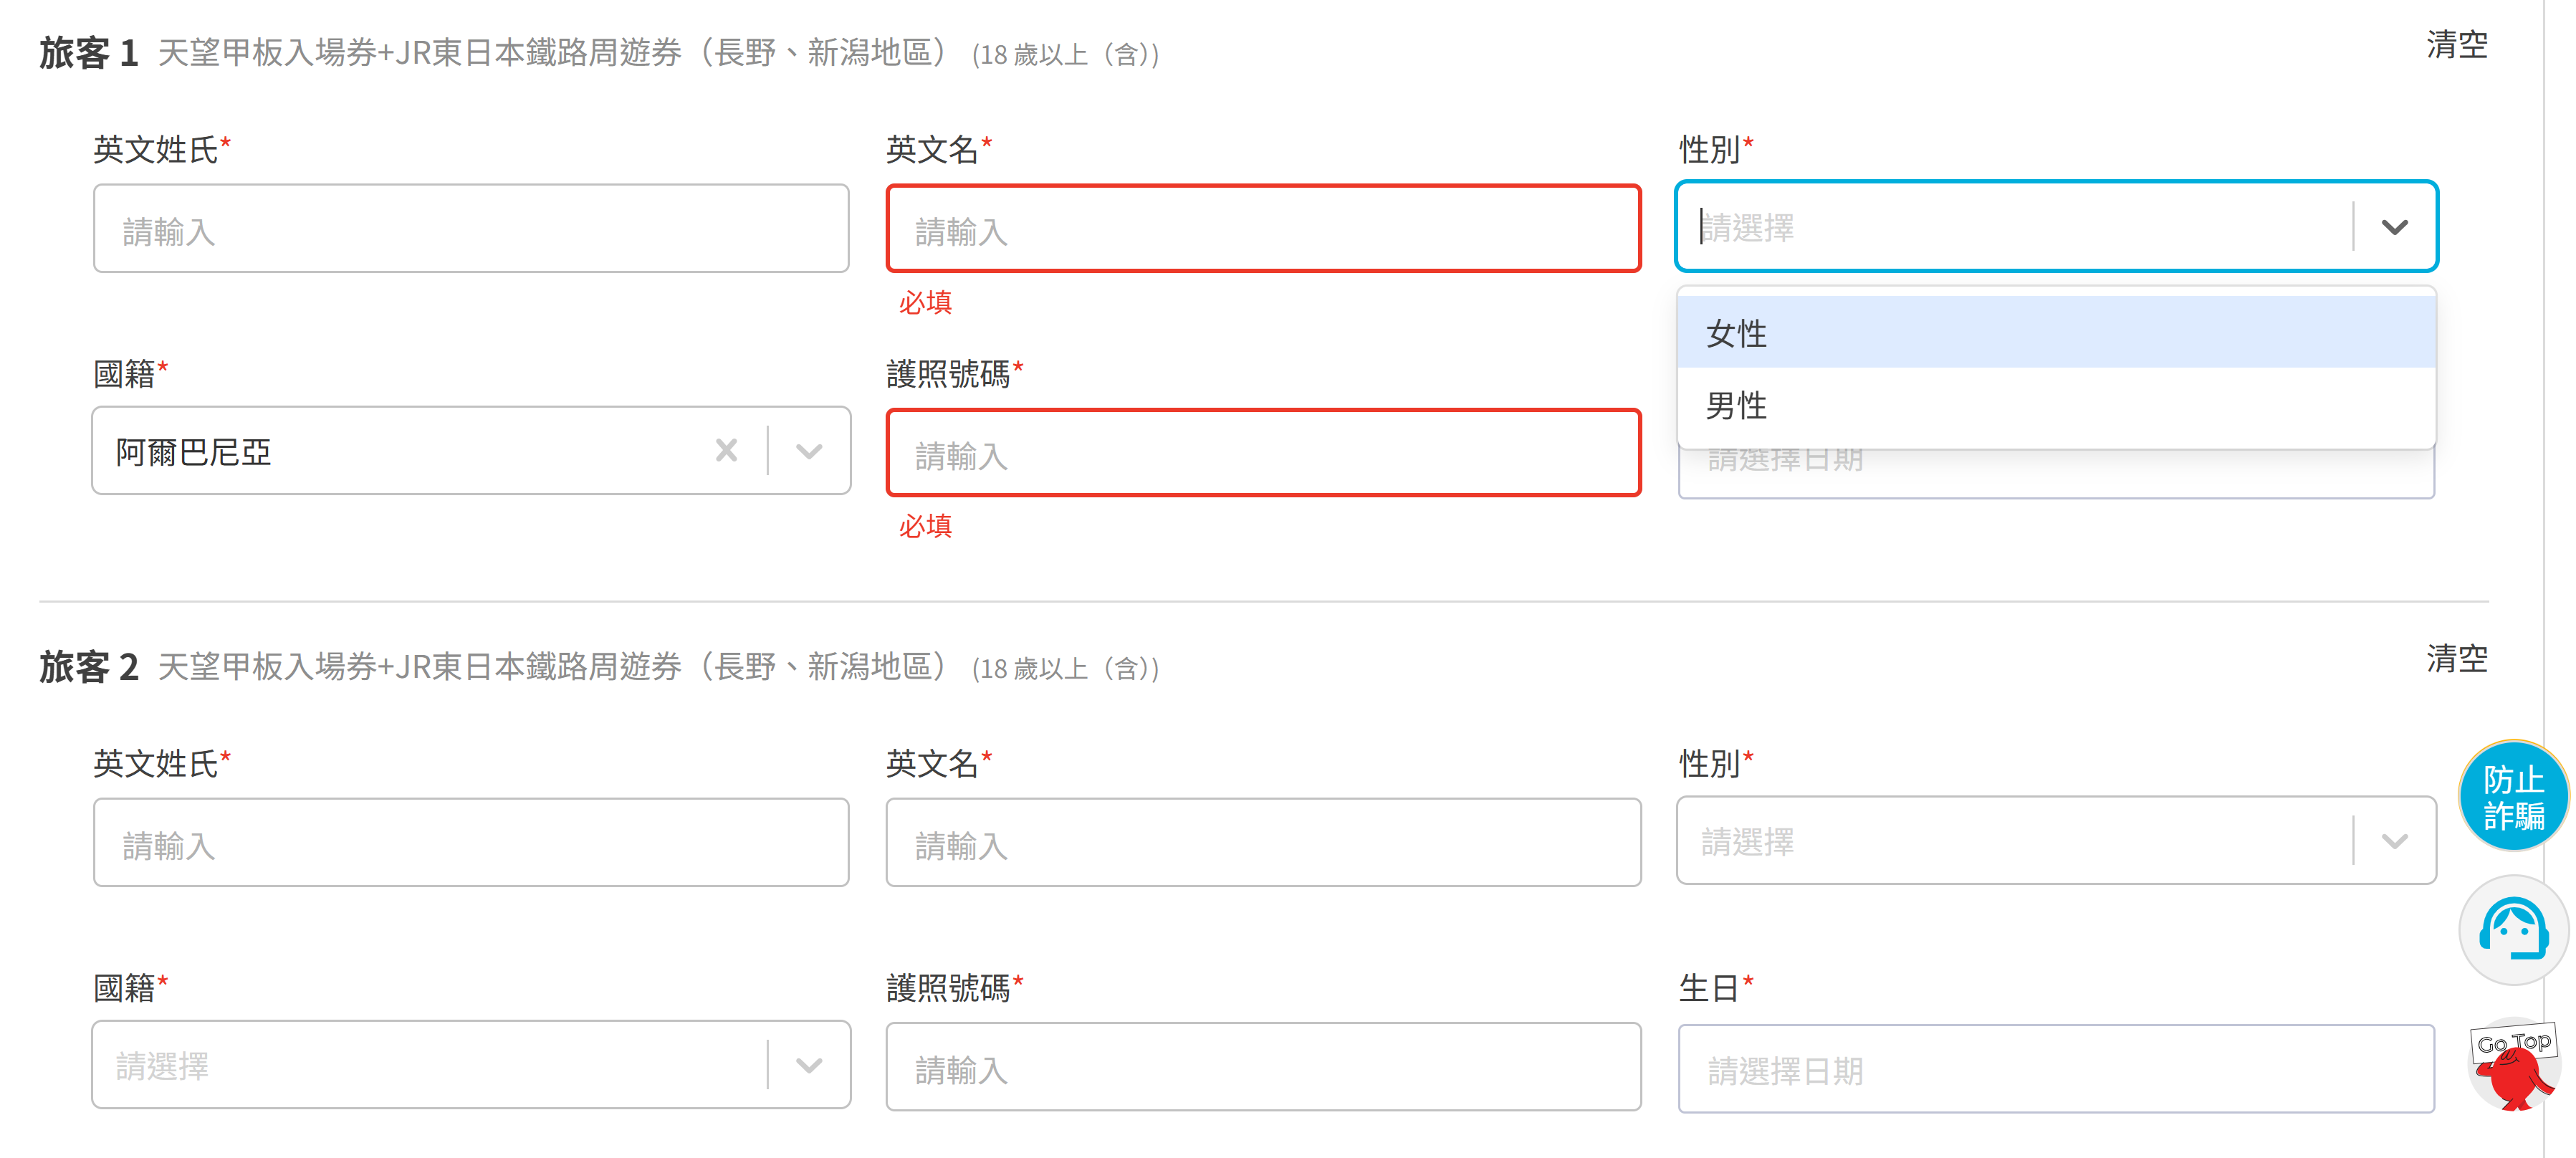 旅客 1 天望甲板入場券+JR東日本鐵路周遊券（長野、新潟地區） (18 歲以上（含）) 清空
英文姓氏* 英文名* 性別*
請輸入 請輸入 請選擇
必填
女性
國籍* 護照號碼*
男性
阿爾巴尼亞 請輸入 請選擇日期
必填
旅客 2 天望甲板入場券+JR東日本鐵路周遊券（長野、新潟地區） (18 歲以上（含）) 清空
英文姓氏* 英文名* 性別*
請輸入 請輸入 請選擇
防止
詐騙
國籍* 護照號碼* 生日*
請選擇 請輸入 請選擇日期
Go Top